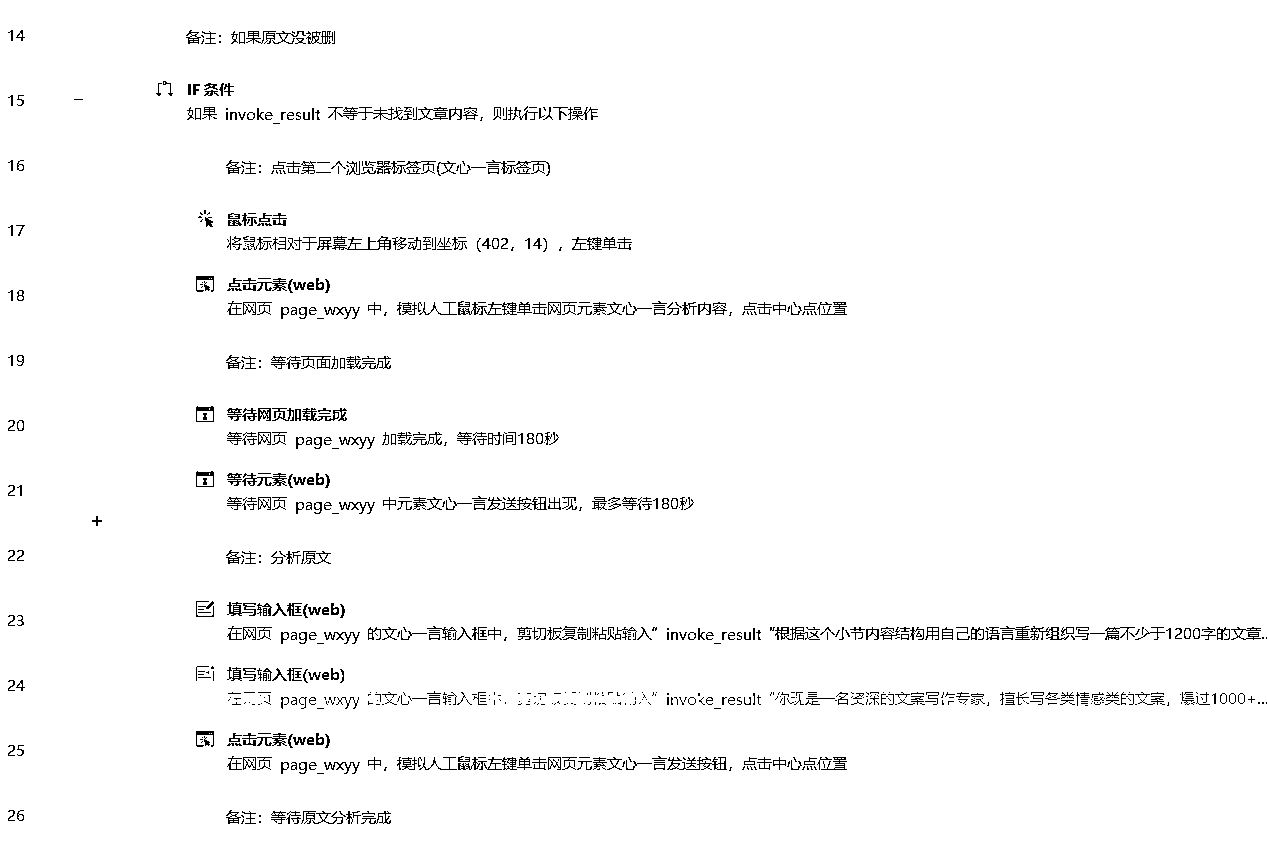 14
备注：如果原文没被删
15
IF 条件
如果 invoke_result 不等于未找到文章内容，则执行以下操作
16
备注：点击第二个浏览器标签页(文心一言标签页)
17
鼠标点击
将鼠标相对于屏幕左上角移动到坐标（402，14），左键单击
18
点击元素(web)
在网页 page_wxyy 中，模拟人工鼠标左键单击网页元素文心一言分析内容，点击中心点位置
19
备注：等待页面加载完成
20
等待网页加载完成
等待网页 page_wxyy 加载完成，等待时间180秒
21
等待元素(web)
等待网页 page_wxyy 中元素文心一言发送按钮出现，最多等待180秒
22
备注：分析原文
23
填写输入框(web)
在网页 page_wxyy 的文心一言输入框中，剪切板复制粘贴输入” invoke_result “根据这个小节内容结构用自己的语言重新组织写一篇不少于1200字的文章...
24
填写输入框(web)
在网页 page_wxyy 的文心一言输入框中，输入” invoke_result “你现是一名资深的文案写作专家，擅长写各类情感类的文案，过1000+...
25
点击元素(web)
在网页 page_wxyy 中，模拟人工鼠标左键单击网页元素文心一言发送按钮，点击中心点位置
26
备注：等待原文分析完成